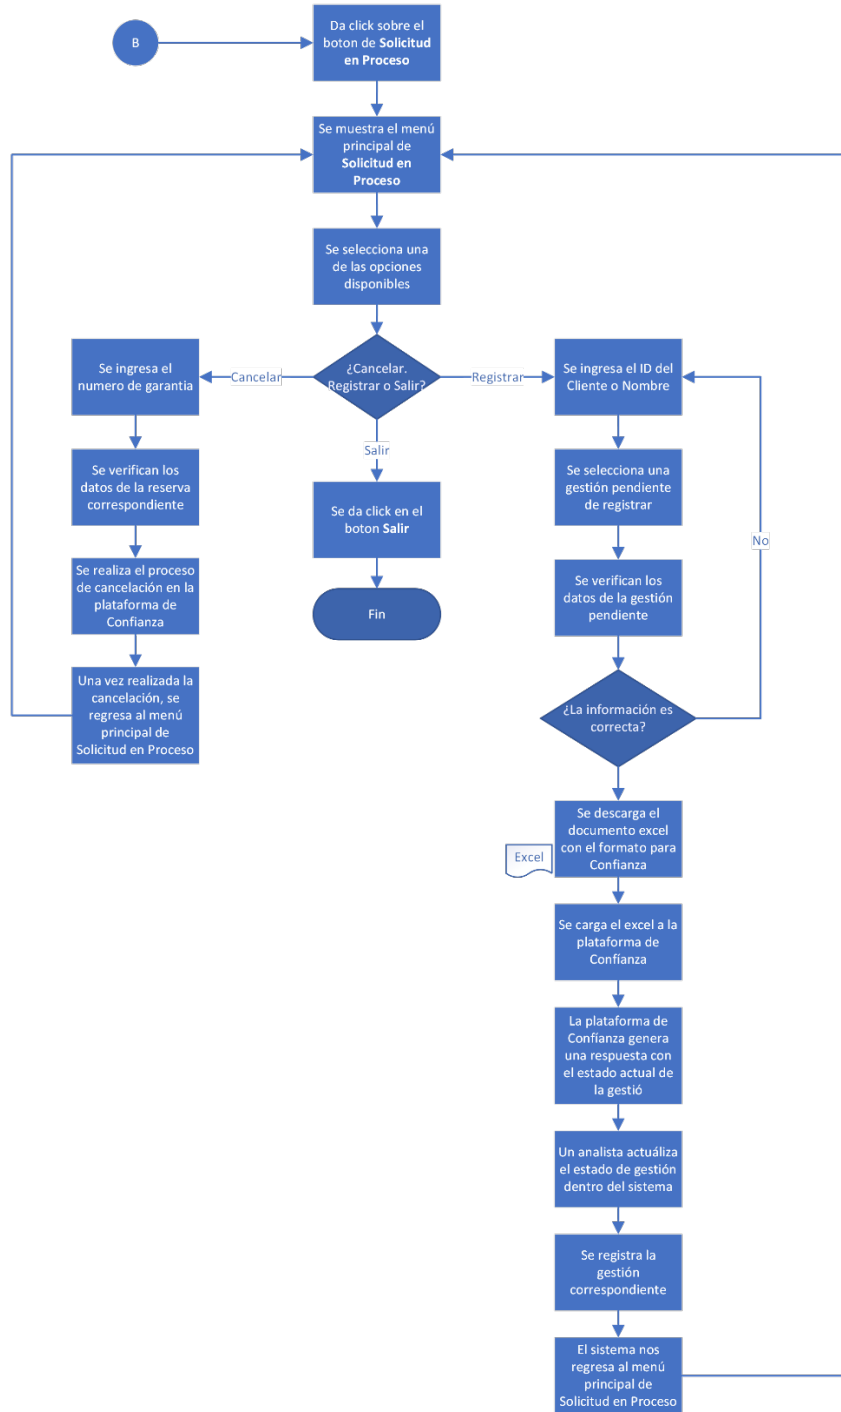 B
Da click sobre el
boton de Solicitud
en Proceso
Se muestra el menú
principal de
Solicitud en
Proceso
Se selecciona una
de las opciones
disponibles
¿Cancelar.
Registrar o Salir?
Cancelar
Registrar
Salir
Se ingresa el
numero de garantia
Se verifican los
datos de la reserva
correspondiente
Se realiza el proceso
de cancelación en la
plataforma de
Confianza
Una vez realizada la
cancelación, se
regresa al menú
principal de
Solicitud en Proceso
Se da click en el
boton Salir
Fin
Se ingresa el ID del
Cliente o Nombre
Se selecciona una
gestión pendiente
de registrar
Se verifican los
datos de la gestión
pendiente
No
¿La información es
correcta?
Se descarga el
documento excel
con el formato para
Confianza
Excel
Se carga el excel a la
plataforma de
Confíanza
La plataforma de
Confíanza genera
una respuesta con
el estado actual de
la gestió
Un analista actuáliza
el estado de gestión
dentro del sistema
Se registra la
gestión
correspondiente
El sistema nos
regresa al menú
principal de
Solicitud en Proceso